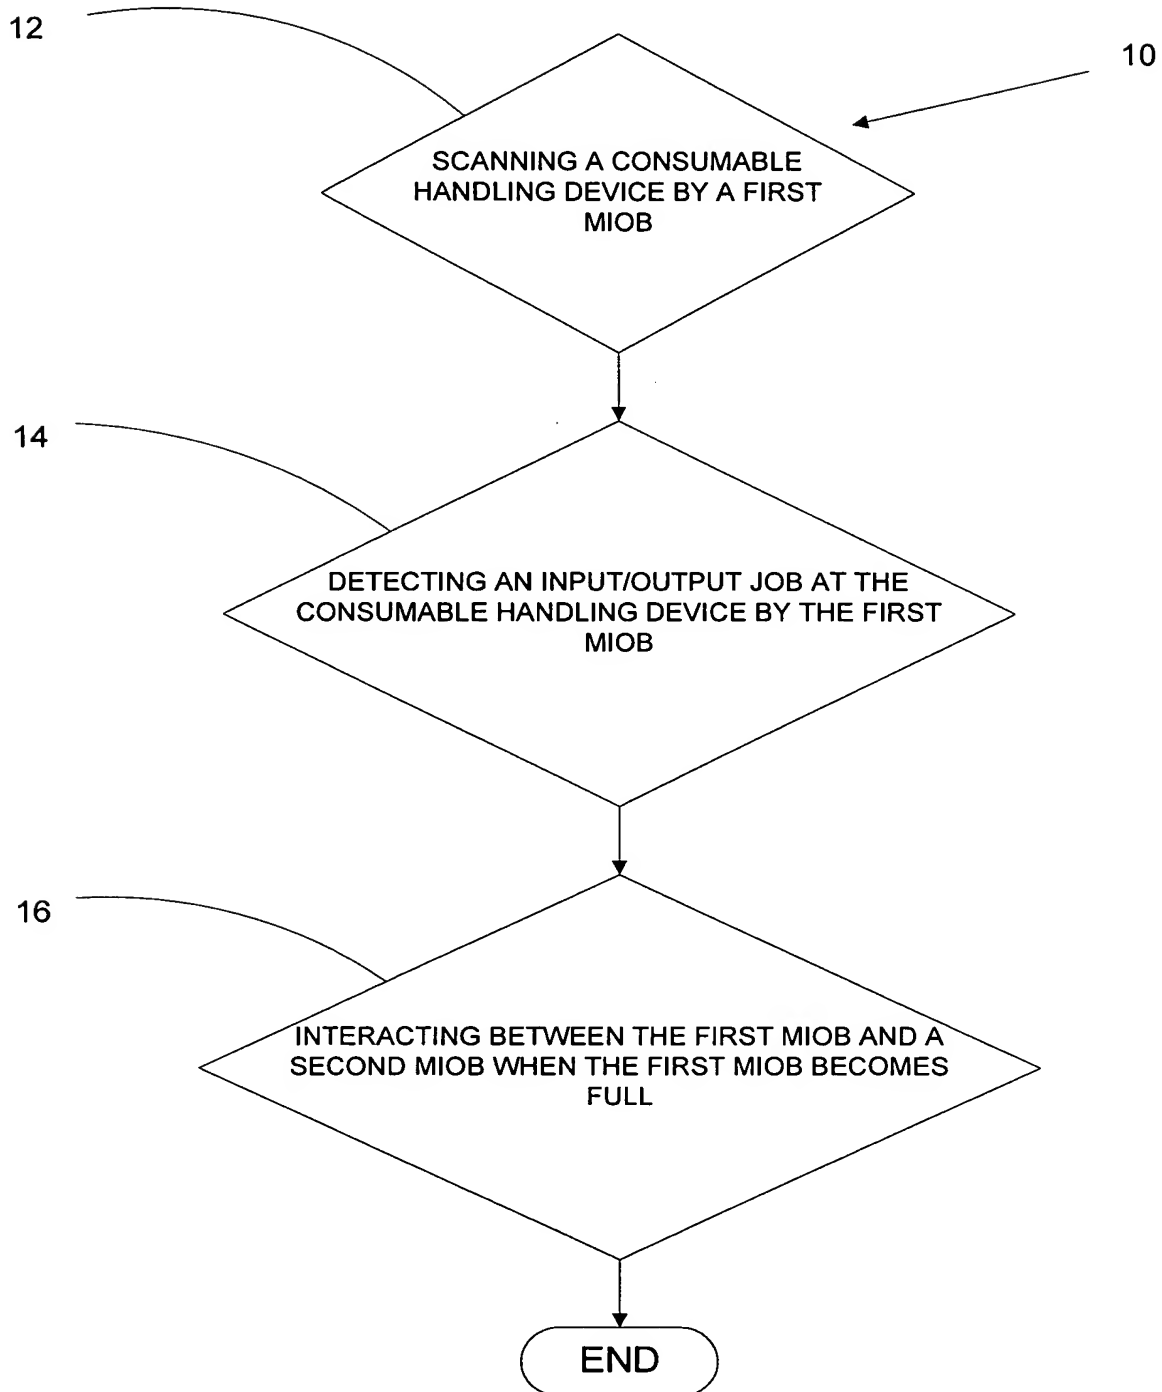 12
10
SCANNING A CONSUMABLE
HANDLING DEVICE BY A FIRST
MIOB
14
DETECTING AN INPUT/OUTPUT JOB AT THE
CONSUMABLE HANDLING DEVICE BY THE FIRST
MIOB
16
INTERACTING BETWEEN THE FIRST MIOB AND A
SECOND MIOB WHEN THE FIRST MIOB BECOMES
FULL
END